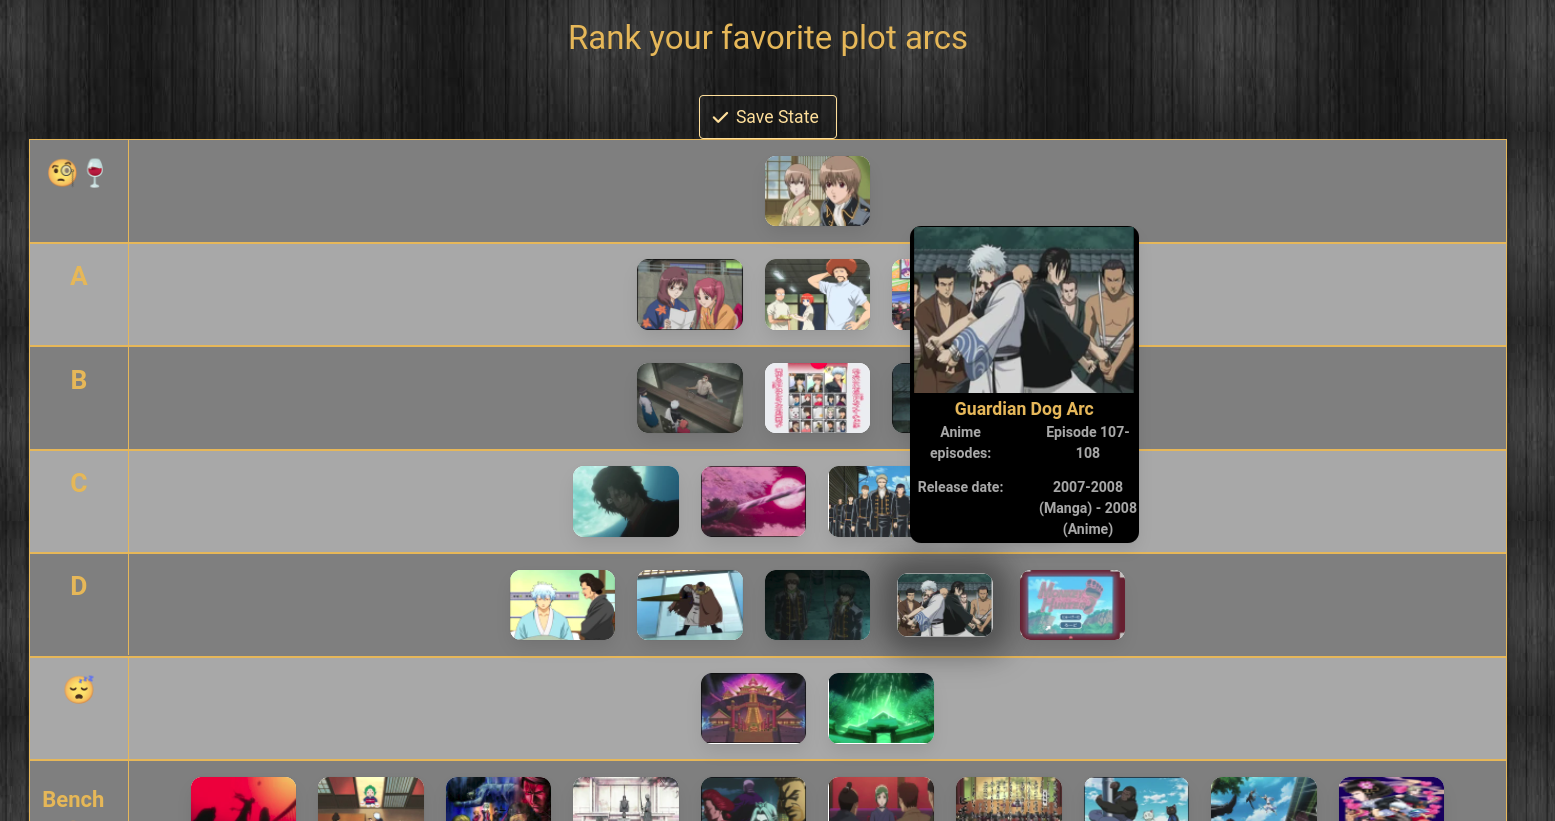 Rank your favorite plot arcs
Save State
A
B
C
D
Bench
Guardian Dog Arc
Anime
episodes:
Episode 107-
108
Release date:
2007-2008
(Manga) - 2008
(Anime)